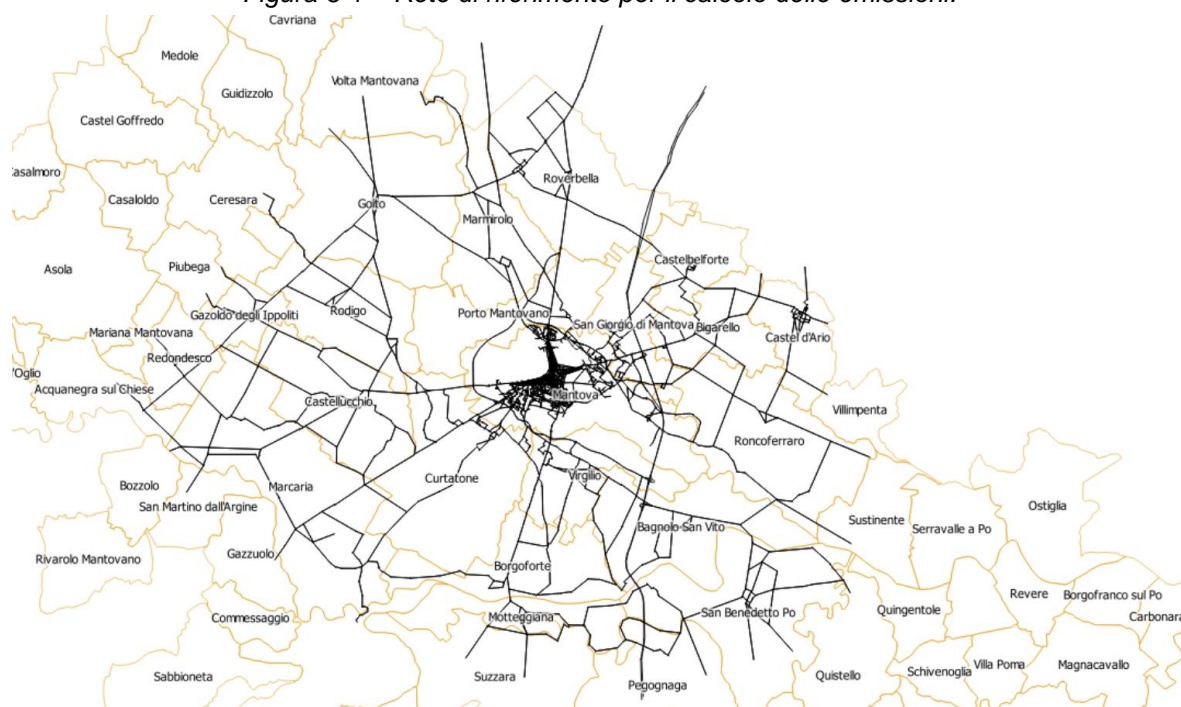 Cavriana
Medole
Volta Mantovana
Guidizzolo
Castel Goffredo
Casaloldo
Ceresara
Goito
Roverbella
Marmirolo
Asola
Piubega
Castelbelforte
Gazoldo degli Ippoliti
Rodigo
Porto Mantovano
San Giorgio di Mantova
Bigarello
Castel d'Ario
Mariana Mantovana
Redondesco
'Oglio
Acquanegra sul Chiese
Castellucchio
Mantova
Villimpenta
Roncoferraro
Curtatone
Virgilio
Bozzolo
Marcaria
San Martino dall'Argine
Ostiglia
Sustinente
Serravalle a Po
Bagnolo San Vito
Rivarolo Mantovano
Gazzuolo
Borgoforte
Revere
Borgofranco sul Po
Quingentole
Commessaggio
Motteggiana
San Benedetto Po
Carbonara
Sabbioneta
Suzzara
Pegognaga
Quistello
Schivenoglia
Villa Poma
Magnacavallo